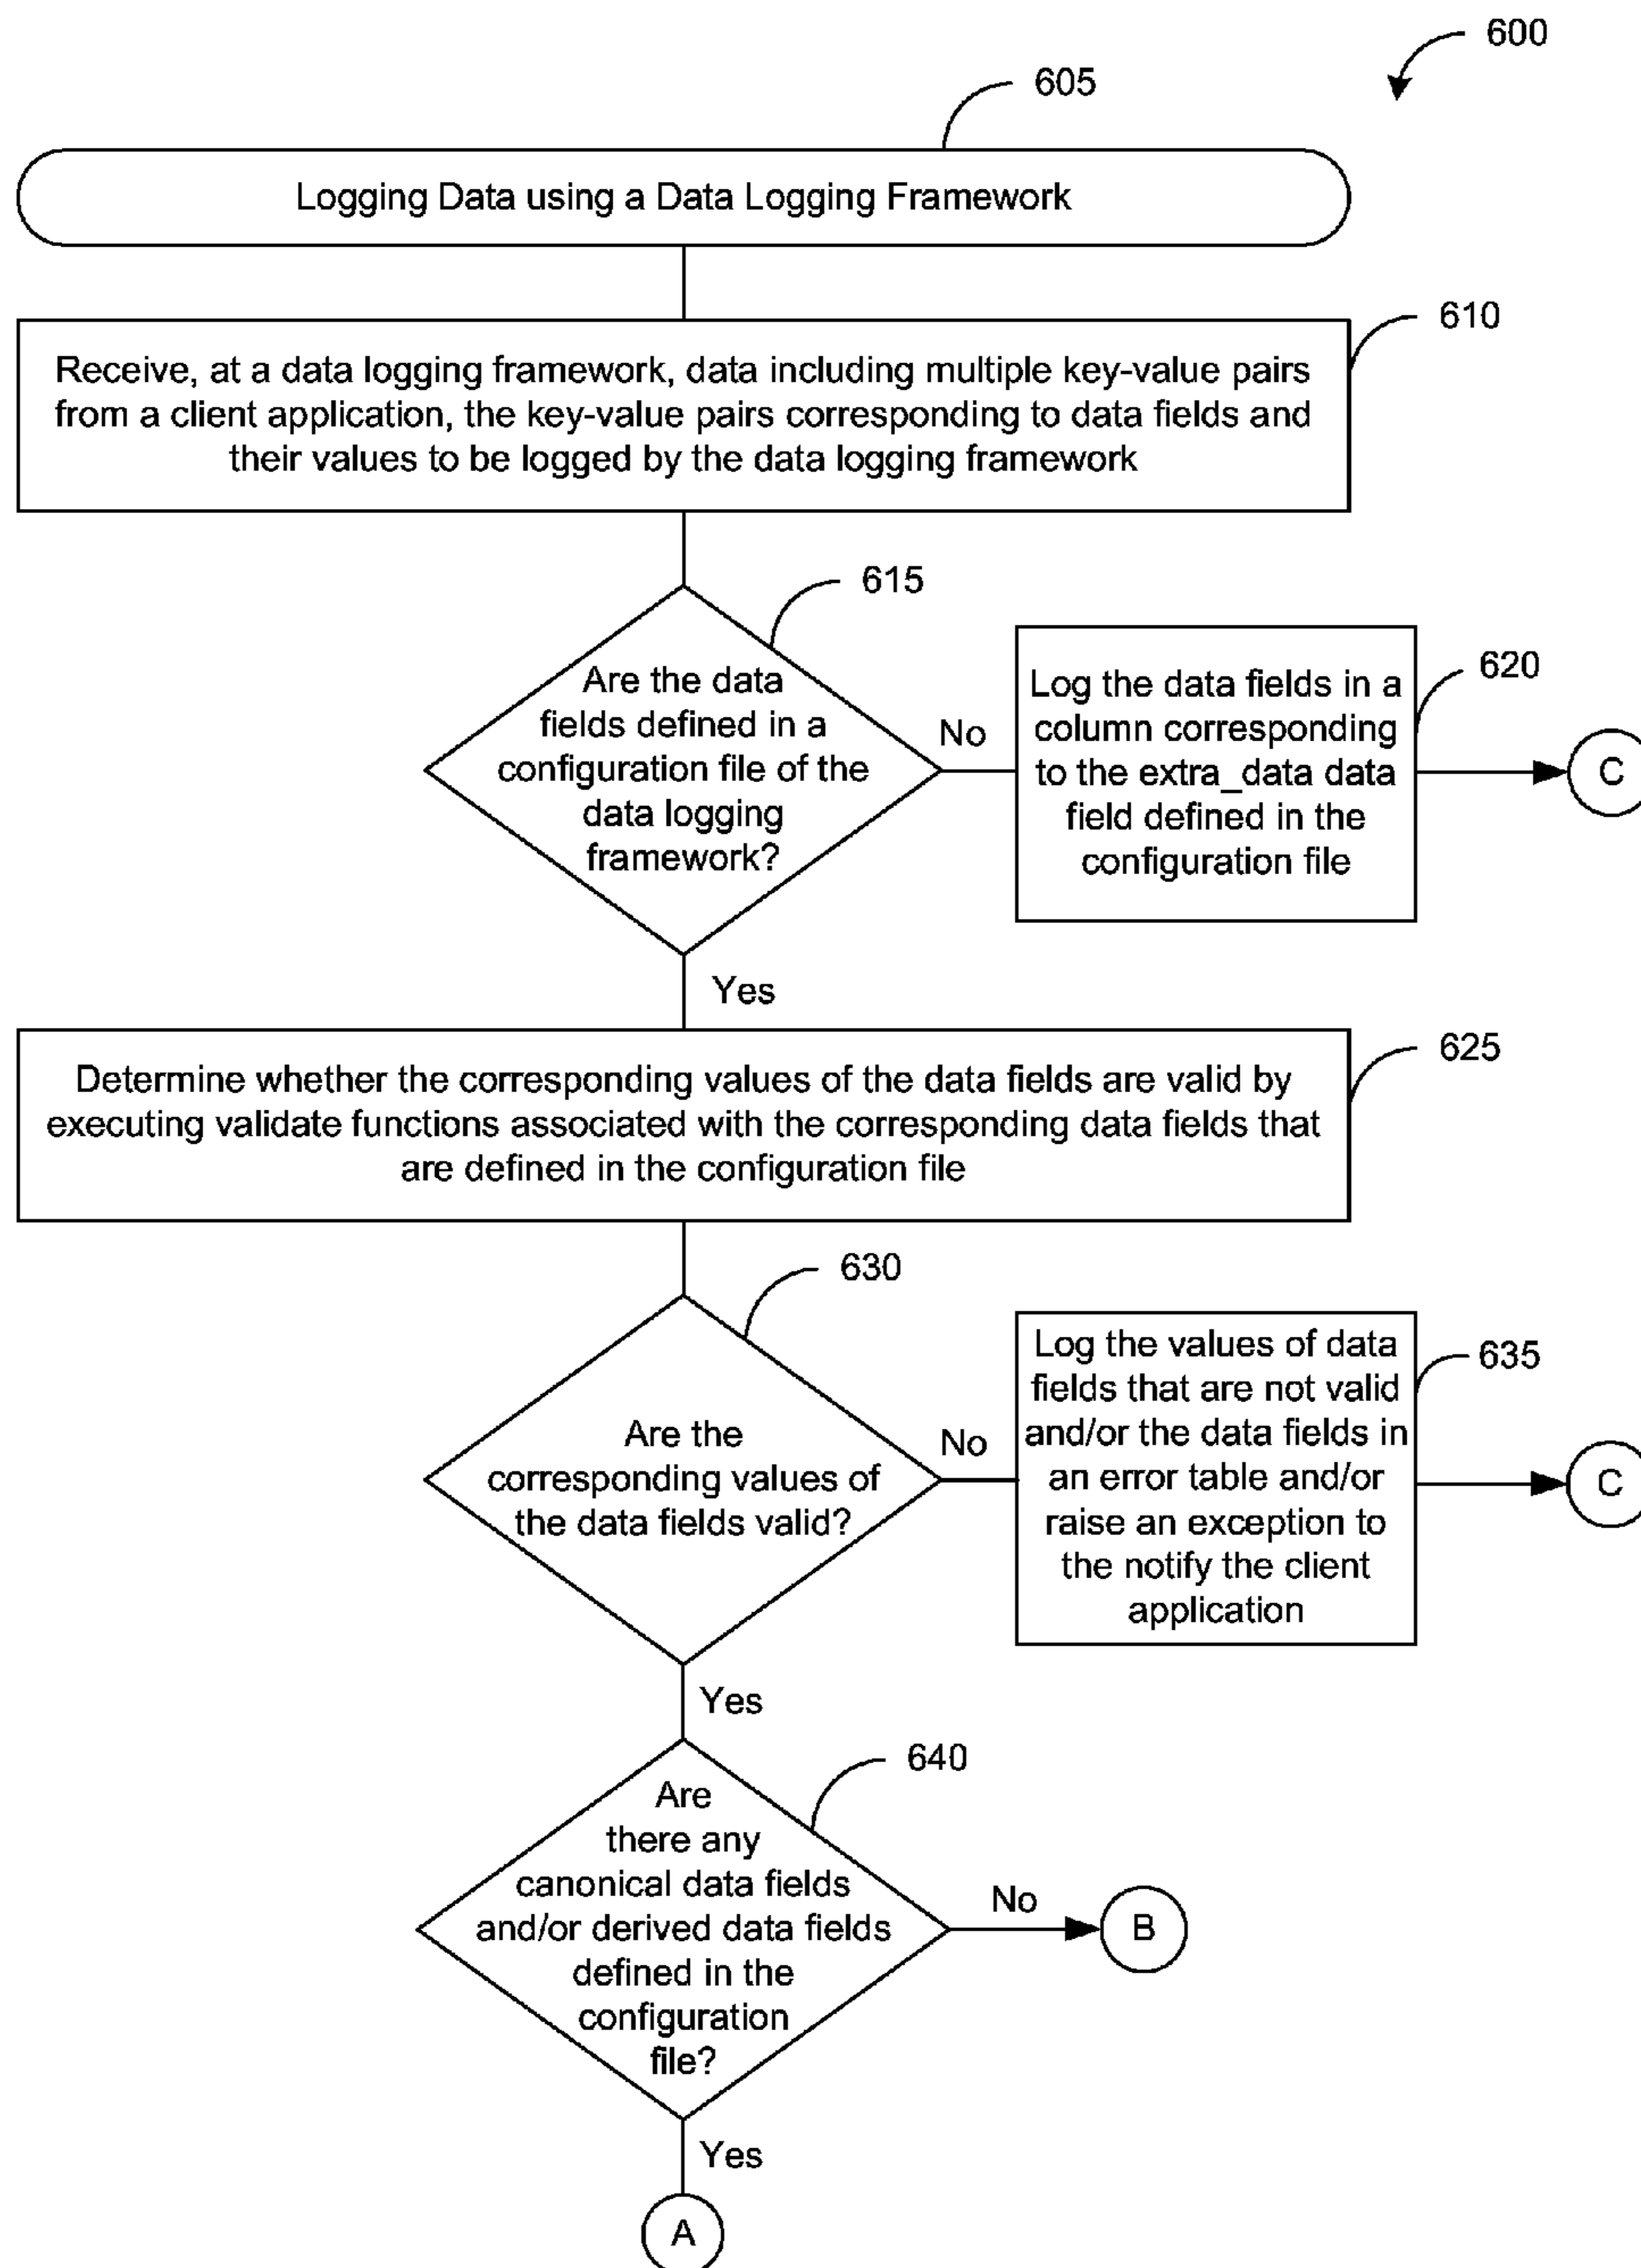 600
605
Logging Data using a Data Logging Framework
610
Receive, at a data logging framework, data including multiple key-value pairs
from a client application, the key-value pairs corresponding to data fields and
their values to be logged by the data logging framework
615
Are the data
fields defined in a
configuration file of the
data logging
framework?
No
620
Log the data fields in a
column corresponding
to the extra_data data
field defined in the
configuration file
C
Yes
625
Determine whether the corresponding values of the data fields are valid by
executing validate functions associated with the corresponding data fields that
are defined in the configuration file
630
Are the
corresponding values of
the data fields valid?
No
635
Log the values of data
fields that are not valid
and/or the data fields in
an error table and/or
raise an exception to
the notify the client
application
C
Yes
640
Are
there any
canonical data fields
and/or derived data fields
defined in the
configuration
file?
No
B
Yes
A